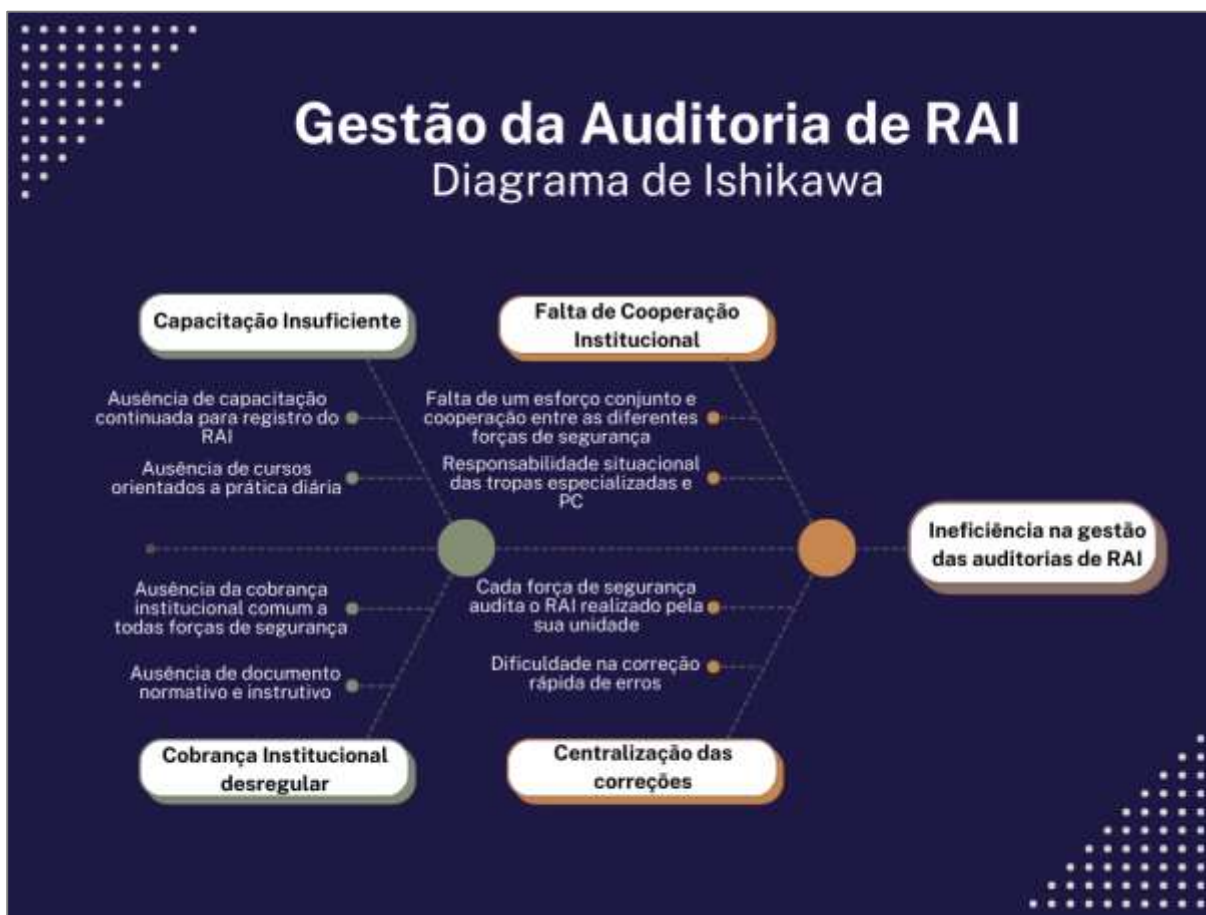 Gestão da Auditoria de RAI
Diagrama de Ishikawa
Capacitação Insuficiente
Falta de Cooperação
Institucional
Ausência de capacitação
continuada para registro do
RAI
Ausência de cursos
orientados a prática diária
Falta de um esforço conjunto e
cooperação entre as diferentes
forças de segurança
Responsabilidade situacional
das tropas especializadas e
PC
Ineficiência na gestão
das auditorias de RAI
Ausência da cobrança
institucional comum a
todas forças de segurança
Ausência de documento
normativo e instrutivo
Cada força de segurança
audita o RAI realizado pela
sua unidade
Dificuldade na correção
rápida de erros
Cobrança Institucional
desregular
Centralização das
correções